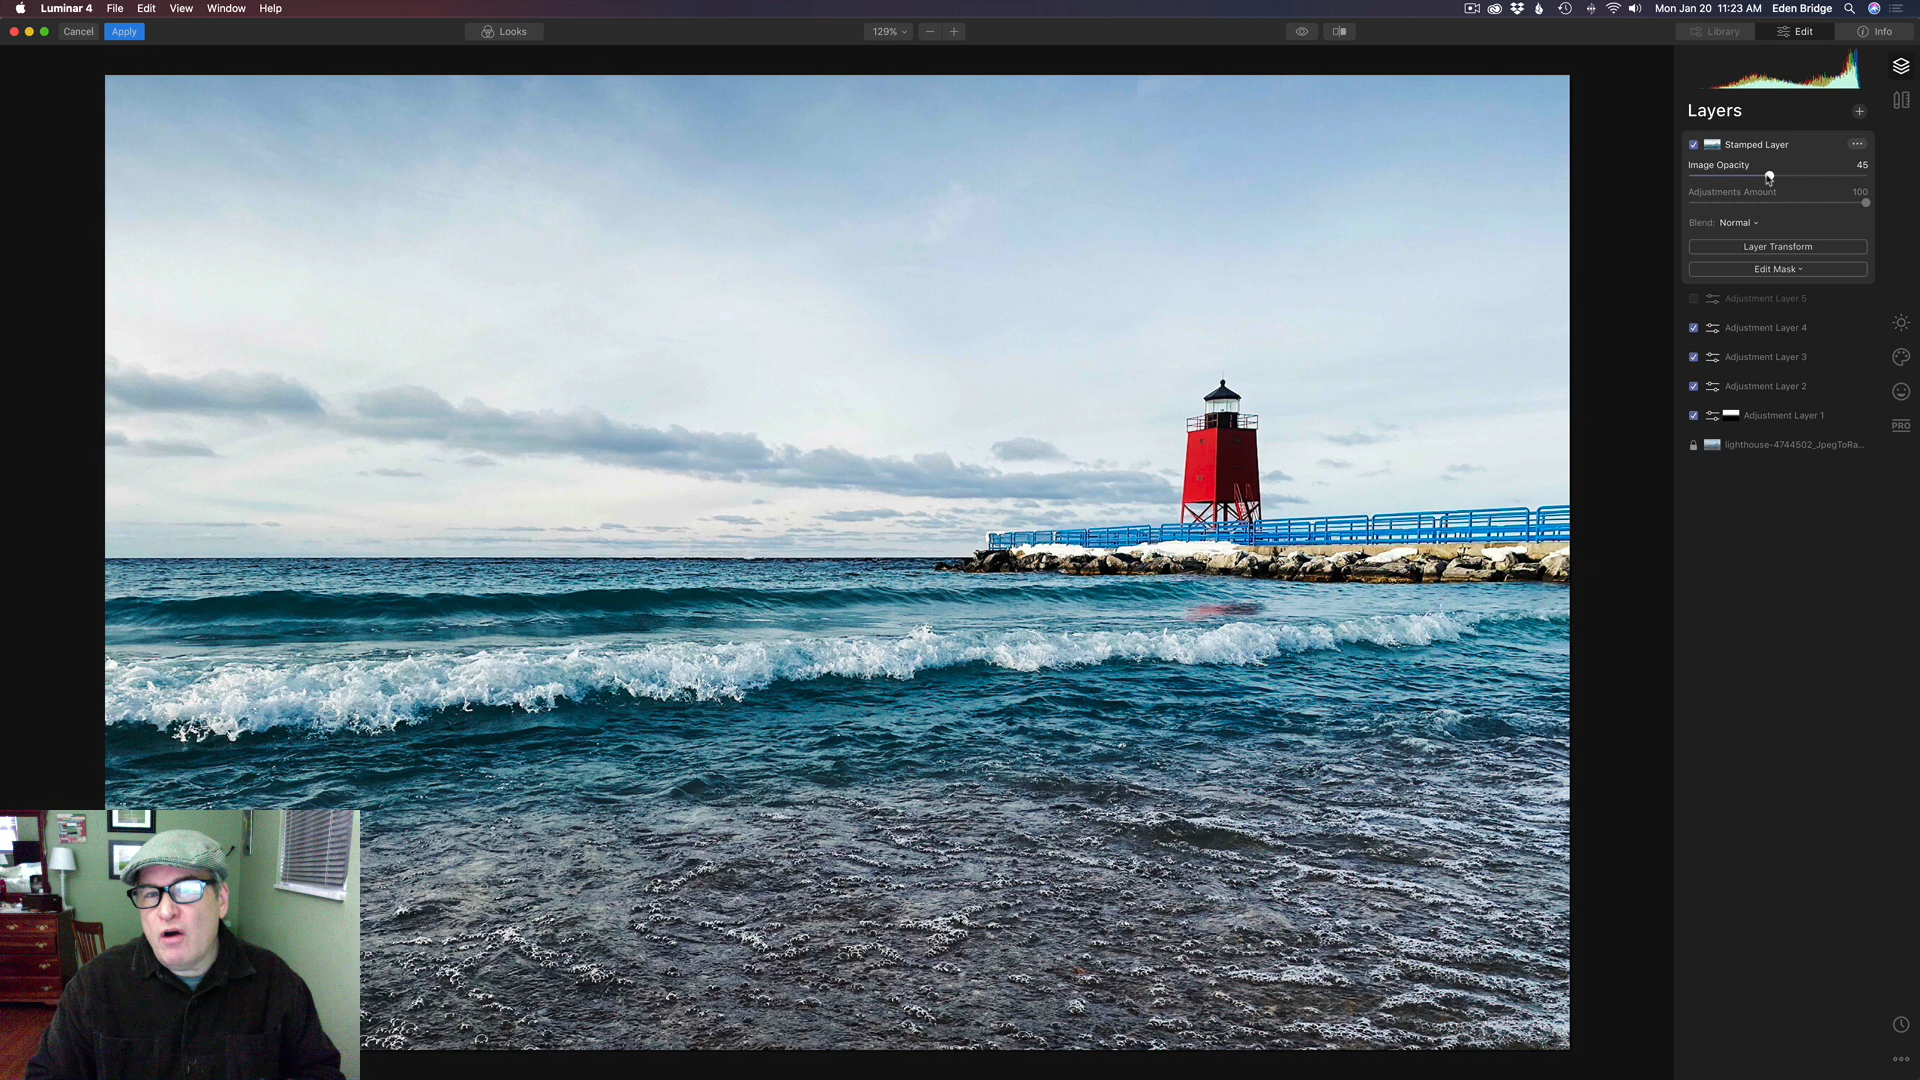 Luminar 4 File Edit View Window Help Mon Jan 20 11:23 AM Eden Bridge
Cancel Apply Looks 129% Library Edit Info
Layers
Stamped Layer
Image Opacity 45
Adjustments Amount 100
Blend: Normal
Layer Transform
Edit Mask
Adjustment Layer 5
Adjustment Layer 4
Adjustment Layer 3
Adjustment Layer 2
Adjustment Layer 1
PRO
lighthouse-4744502_JpegToRa...